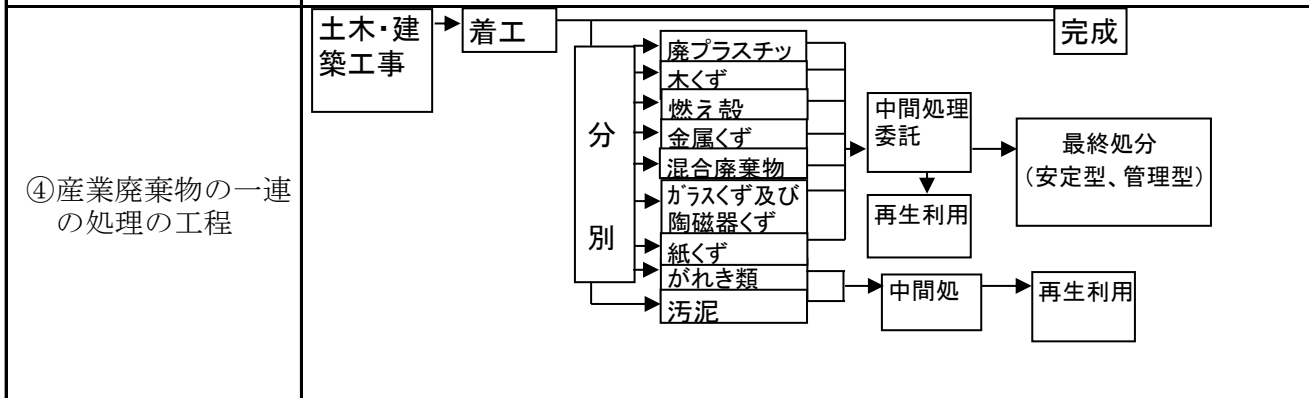 ④産業廃棄物の一連
の処理の工程
土木・建
築工事
着工
完成
分
別
廃プラスチッ
木くず
燃え殻
金属くず
混合廃棄物
ｶﾞﾗｽくず及び
陶磁器くず
紙くず
がれき類
汚泥
中間処理
委託
再生利用
最終処分
（安定型、管理型）
中間処
再生利用